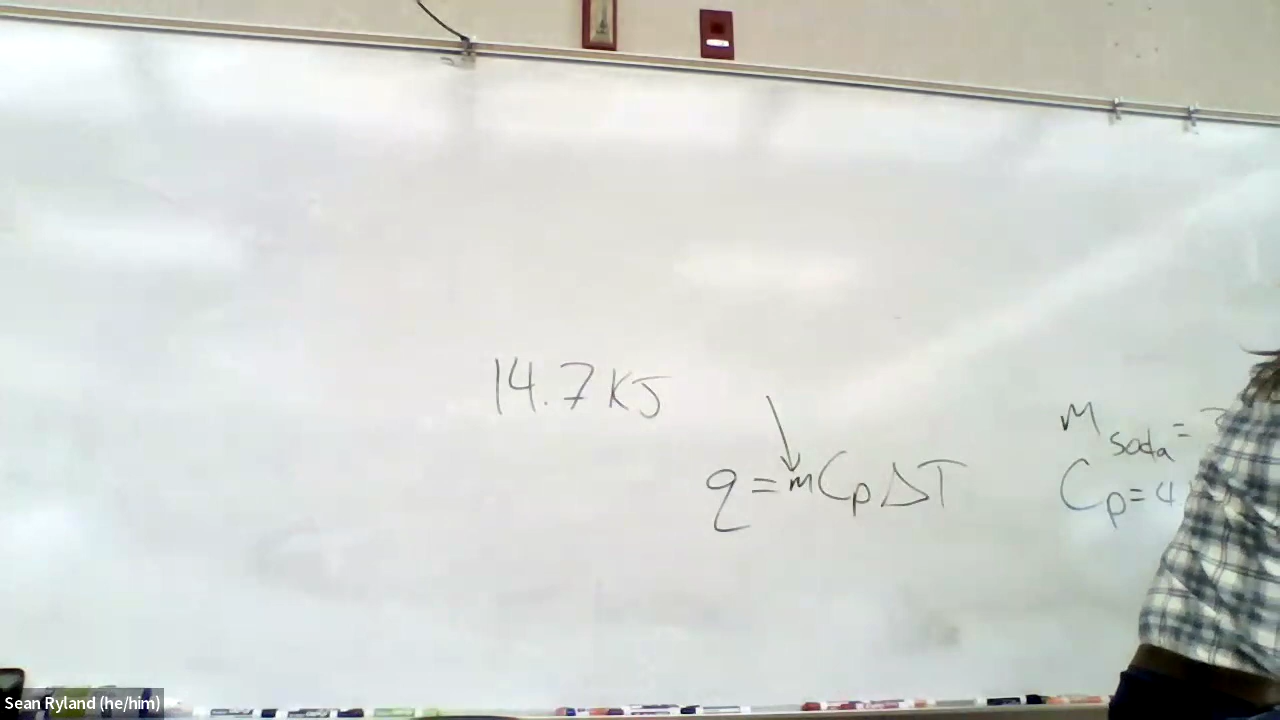 14.7 KJ
q = mCpΔT
m soda =
Cp = 4
Sean Ryland (he/him)